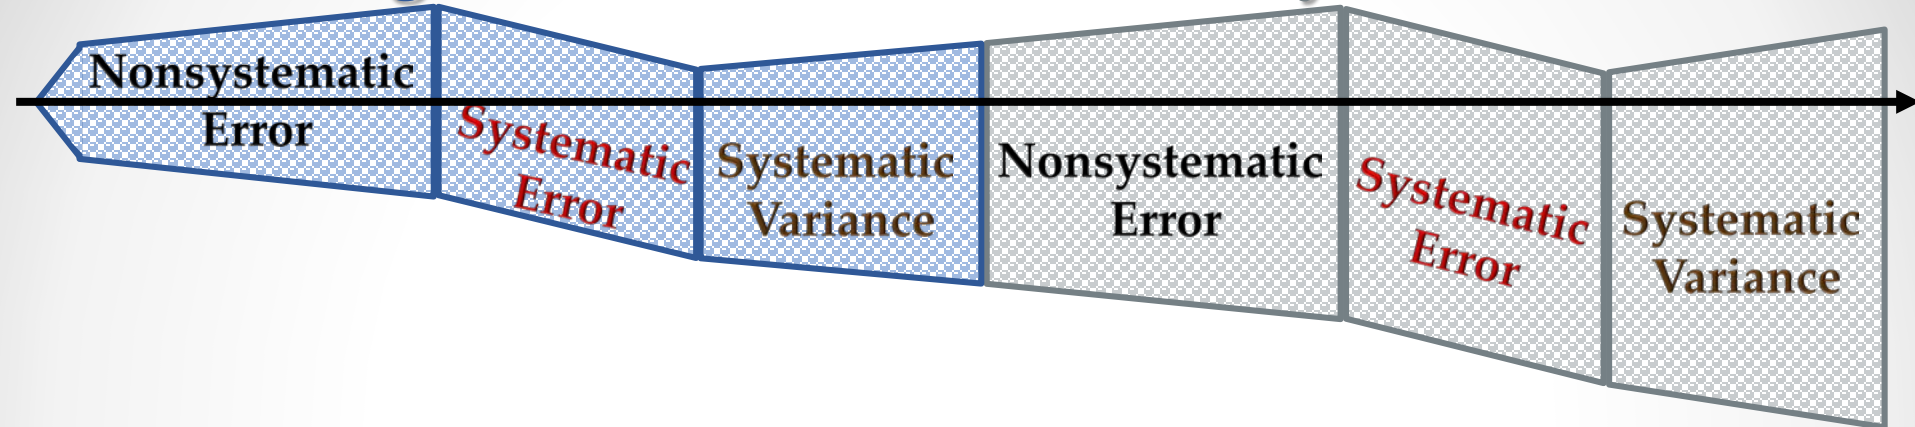 Nonsystematic
Error
Systematic
Error
Systematic
Variance
Nonsystematic
Error
Systematic
Error
Systematic
Variance